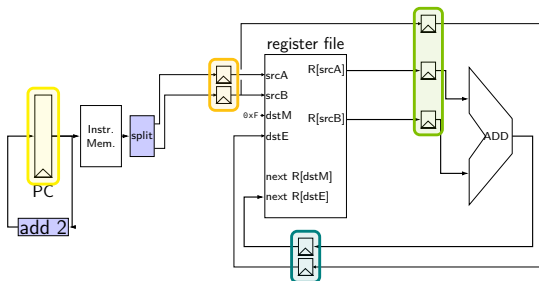 register file
srcA
srcB
0xF
dstM
dstE
R[srcA]
R[srcB]
next R[dstM]
next R[dstE]
Instr.
Mem.
split
PC
add 2
ADD